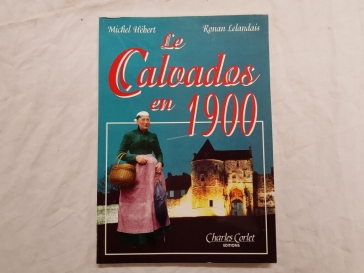 Michel Hébert Ronan Lelandais
Le
Calvados
en 1900
Charles Corlet
EDITIONS